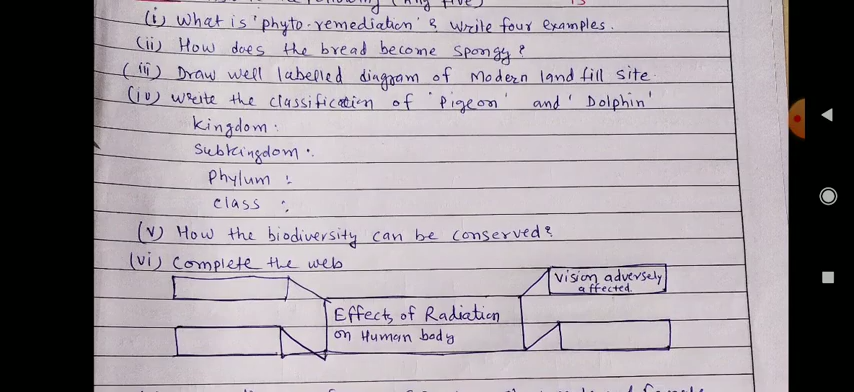 (i) What is 'phyto-remediation' & write four examples.
(ii) How does the bread become spongy?
(iii) Draw well labelled diagram of Modern land fill site.
(iv) Write the classification of 'Pigeon' and 'Dolphin'
Kingdom:
Subkingdom:
Phylum :
Class :
(v) How the biodiversity can be conserved?
(vi) Complete the web
Vision adversely
affected.
Effects of Radiation
on Human body